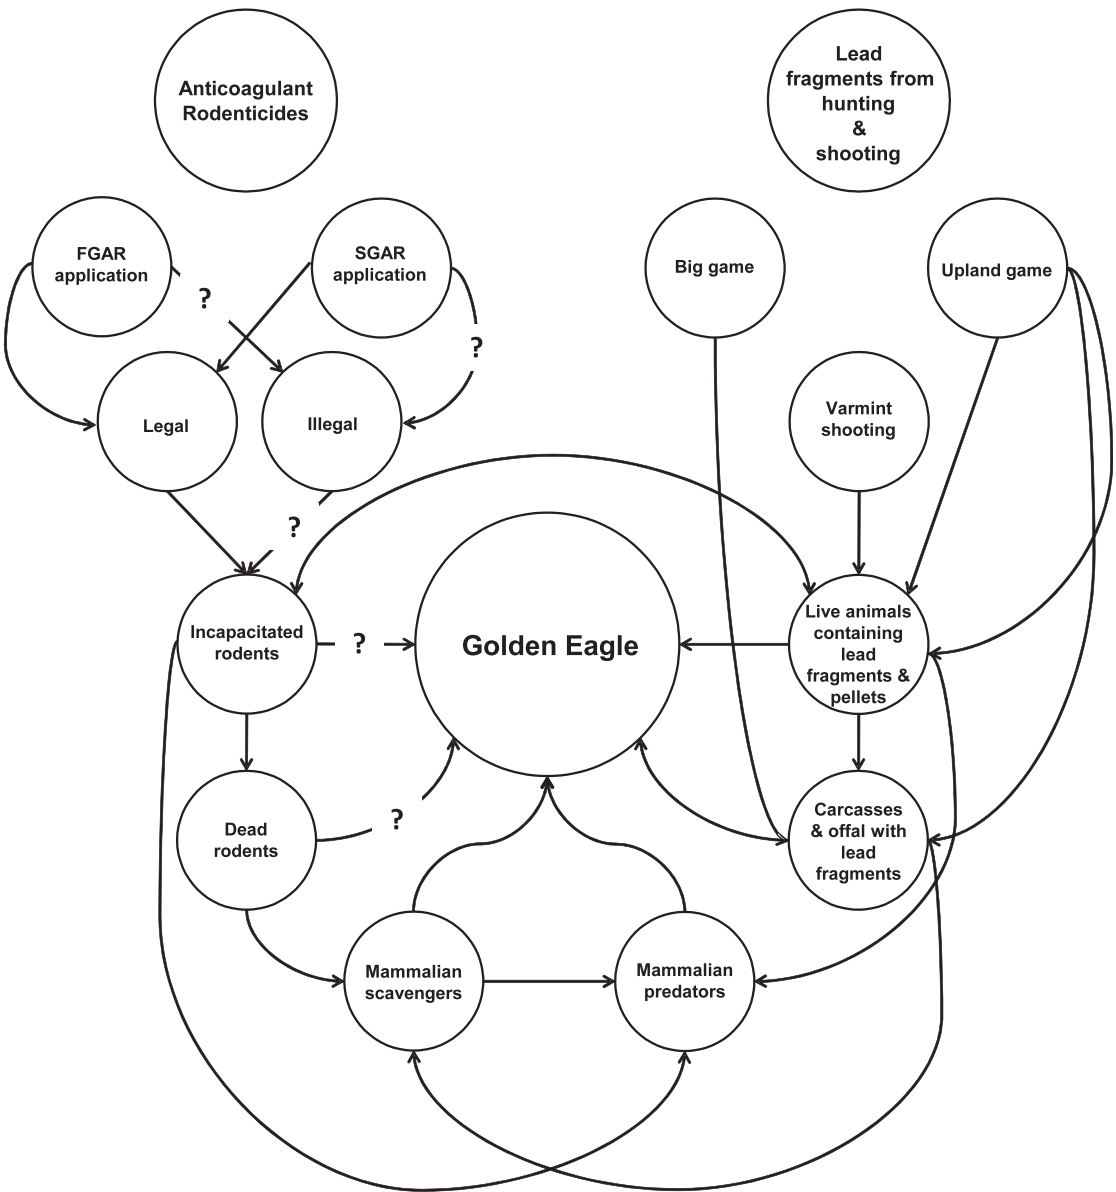 Anticoagulant
Rodenticides
Lead
fragments from
hunting
&
shooting
FGAR
application
SGAR
application
Big game
Upland game
?
?
Legal
Illegal
Varmint
shooting
?
Incapacitated
rodents
?
Golden Eagle
Live animals
containing
lead
fragments &
pellets
Dead
rodents
?
Carcasses
& offal with
lead
fragments
Mammalian
scavengers
Mammalian
predators